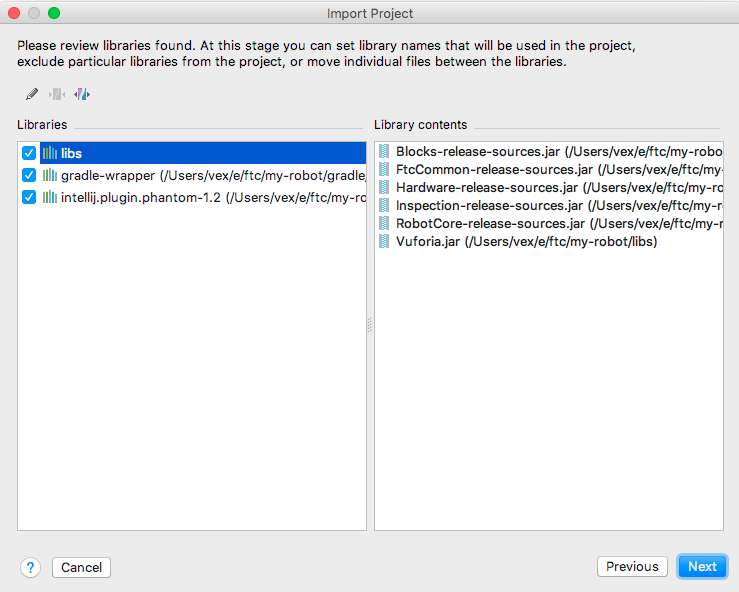 Import Project
Please review libraries found. At this stage you can set library names that will be used in the project,
exclude particular libraries from the project, or move individual files between the libraries.
Libraries
libs
gradle-wrapper (/Users/vex/e/ftc/my-robot/gradle
intellij.plugin.phantom-1.2 (/Users/vex/e/ftc/my-ro
Library contents
Blocks-release-sources.jar (/Users/vex/e/ftc/my-robo
FtcCommon-release-sources.jar (/Users/vex/e/ftc/my-
Hardware-release-sources.jar (/Users/vex/e/ftc/my-ro
Inspection-release-sources.jar (/Users/vex/e/ftc/my-r
RobotCore-release-sources.jar (/Users/vex/e/ftc/my-r
Vuforia.jar (/Users/vex/e/ftc/my-robot/libs)
?
Cancel
Previous
Next